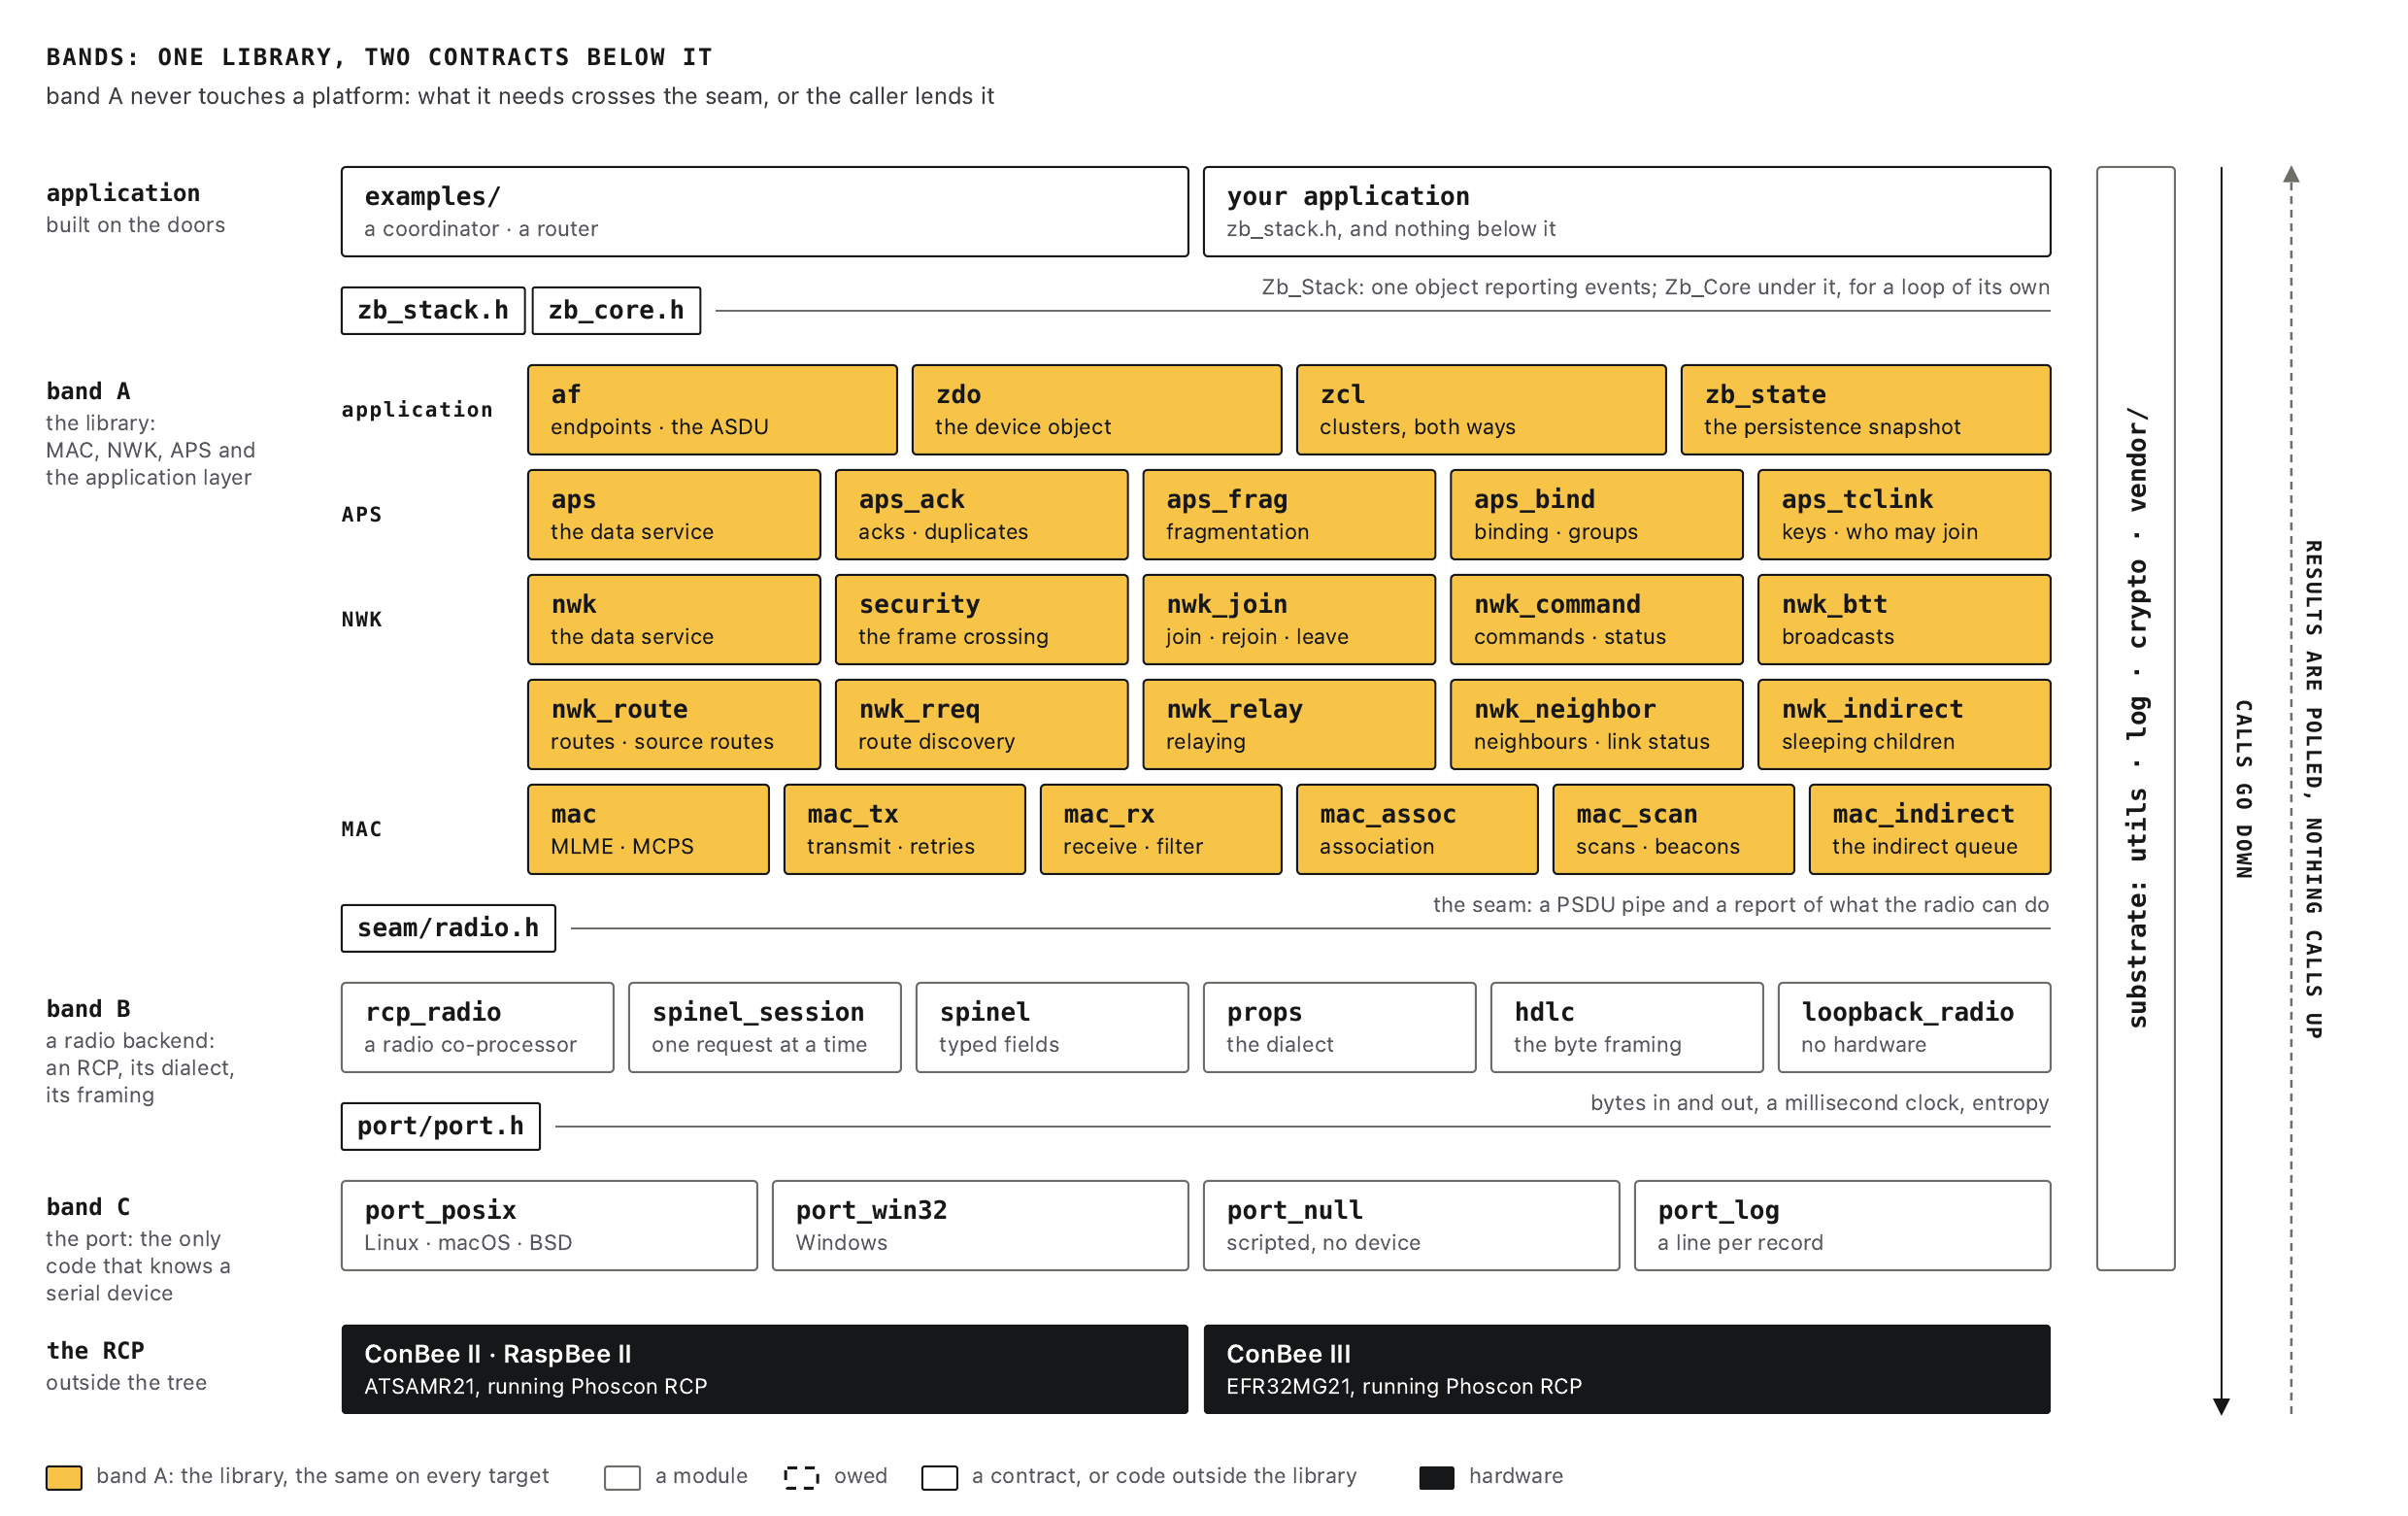 BANDS: ONE LIBRARY, TWO CONTRACTS BELOW IT
band A never touches a platform: what it needs crosses the seam, or the caller lends it
application
built on the doors
examples/
a coordinator · a router
your application
zb_stack.h, and nothing below it
zb_stack.h
zb_core.h
Zb_Stack: one object reporting events; Zb_Core under it, for a loop of its own
band A
the library:
MAC, NWK, APS and
the application layer
application
af
endpoints · the ASDU
zdo
the device object
zcl
clusters, both ways
zb_state
the persistence snapshot
APS
aps
the data service
aps_ack
acks · duplicates
aps_frag
fragmentation
aps_bind
binding · groups
aps_tclink
keys · who may join
NWK
nwk
the data service
security
the frame crossing
nwk_join
join · rejoin · leave
nwk_command
commands · status
nwk_btt
broadcasts
nwk_route
routes · source routes
nwk_rreq
route discovery
nwk_relay
relaying
nwk_neighbor
neighbours · link status
nwk_indirect
sleeping children
MAC
mac
MLME · MCPS
mac_tx
transmit · retries
mac_rx
receive · filter
mac_assoc
association
mac_scan
scans · beacons
mac_indirect
the indirect queue
seam/radio.h
the seam: a PSDU pipe and a report of what the radio can do
band B
a radio backend:
an RCP, its dialect,
its framing
rcp_radio
a radio co-processor
spinel_session
one request at a time
spinel
typed fields
props
the dialect
hdlc
the byte framing
loopback_radio
no hardware
port/port.h
bytes in and out, a millisecond clock, entropy
band C
the port: the only
code that knows a
serial device
port_posix
Linux · macOS · BSD
port_win32
Windows
port_null
scripted, no device
port_log
a line per record
the RCP
outside the tree
ConBee II · RaspBee II
ATSAMR21, running Phoscon RCP
ConBee III
EFR32MG21, running Phoscon RCP
substrate: utils · log · crypto · vendor/
CALLS GO DOWN
RESULTS ARE POLLED, NOTHING CALLS UP
band A: the library, the same on every target
a module
owed
a contract, or code outside the library
hardware